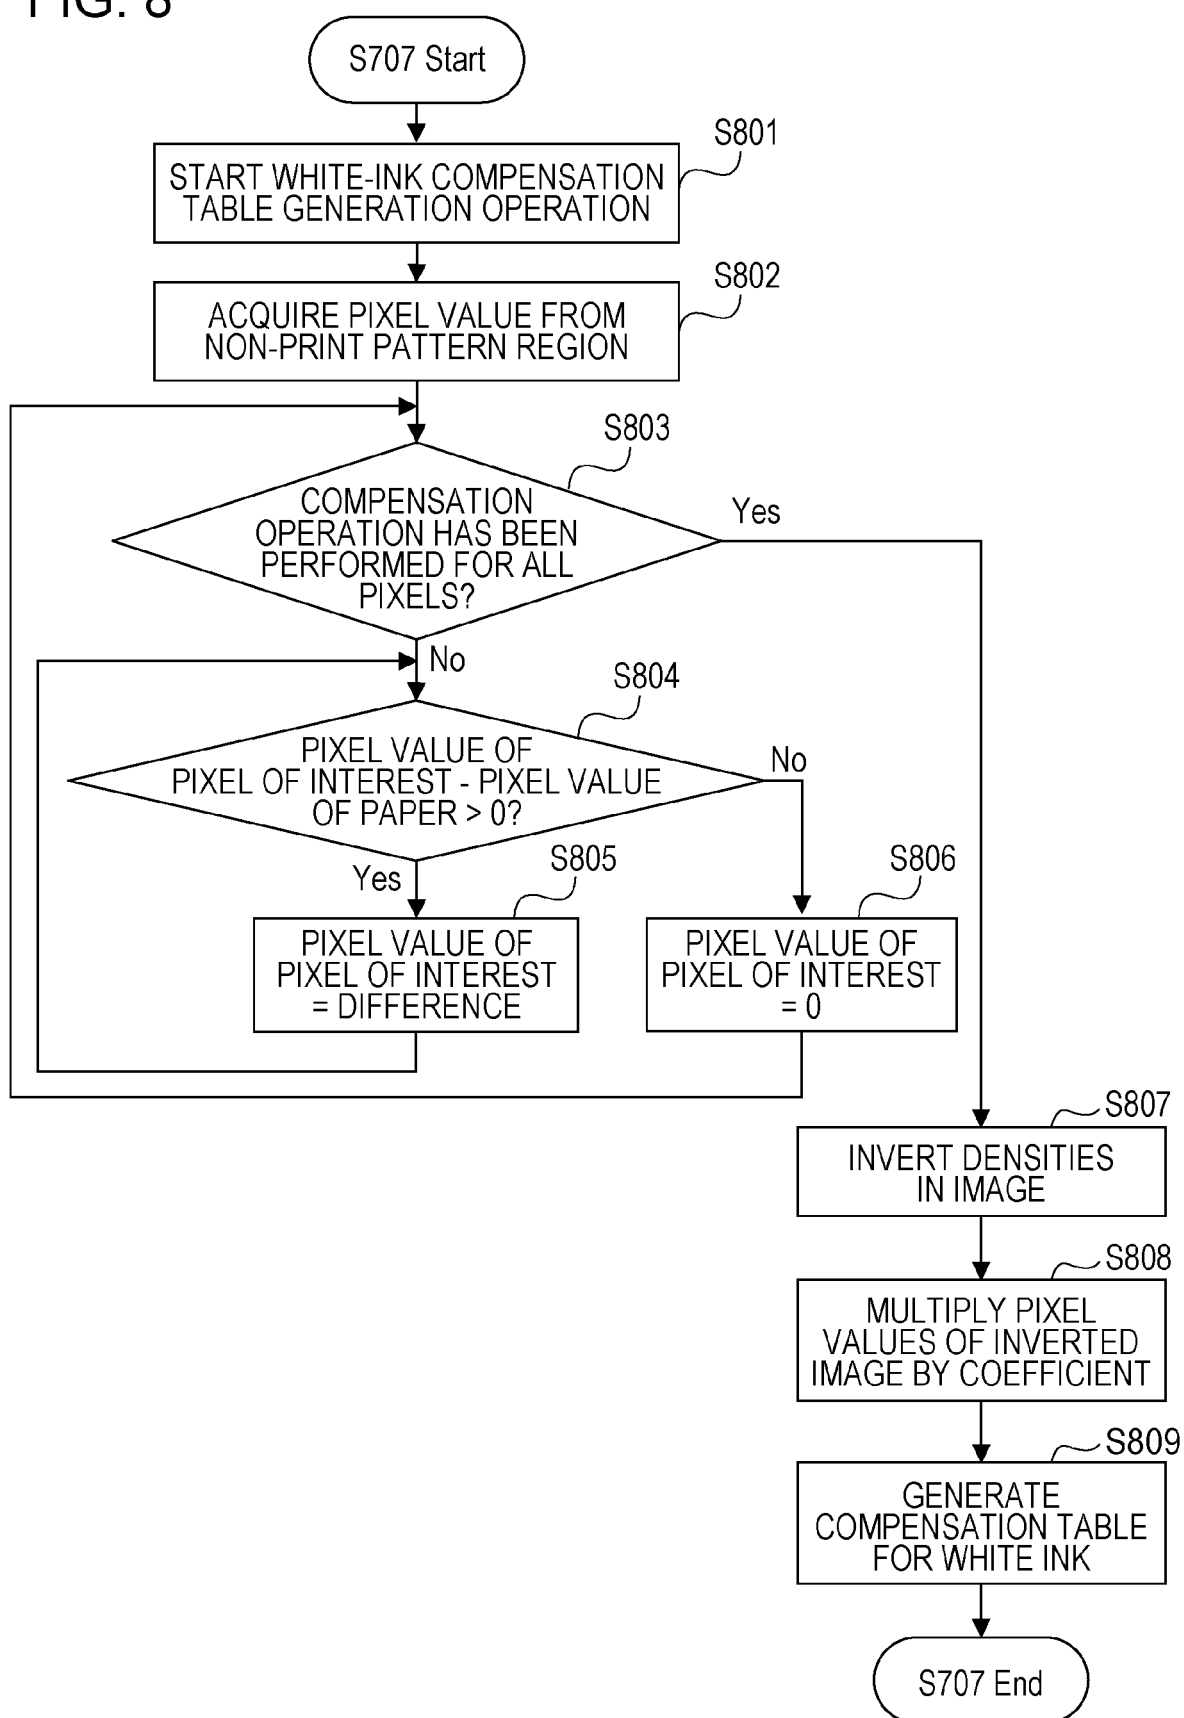 FIG. 8
S707 Start
S801
START WHITE-INK COMPENSATION
TABLE GENERATION OPERATION
S802
ACQUIRE PIXEL VALUE FROM
NON-PRINT PATTERN REGION
S803
COMPENSATION
OPERATION HAS BEEN
PERFORMED FOR ALL
PIXELS?
Yes
No
S804
PIXEL VALUE OF
PIXEL OF INTEREST - PIXEL VALUE
OF PAPER > 0?
No
Yes
S805
PIXEL VALUE OF
PIXEL OF INTEREST
= DIFFERENCE
S806
PIXEL VALUE OF
PIXEL OF INTEREST
= 0
S807
INVERT DENSITIES
IN IMAGE
S808
MULTIPLY PIXEL
VALUES OF INVERTED
IMAGE BY COEFFICIENT
S809
GENERATE
COMPENSATION TABLE
FOR WHITE INK
S707 End